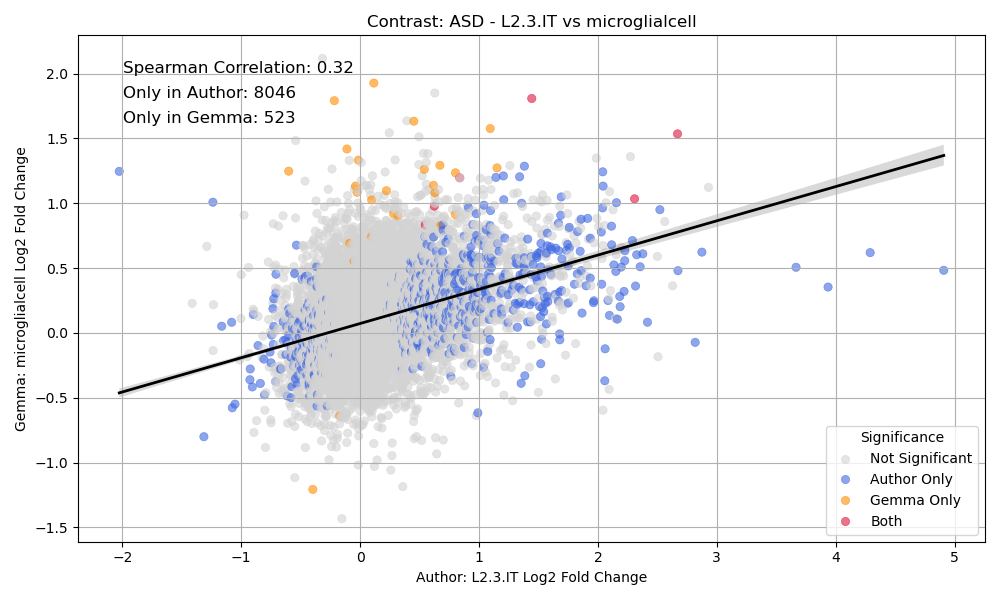 Contrast: ASD - L2.3.IT vs microglialcell
Spearman Correlation: 0.32
Only in Author: 8046
Only in Gemma: 523
Gemma: microglialcell Log2 Fold Change
2.0
1.5
1.0
0.5
0.0
−0.5
−1.0
−1.5
−2
−1
0
1
2
3
4
5
Author: L2.3.IT Log2 Fold Change
Significance
Not Significant
Author Only
Gemma Only
Both